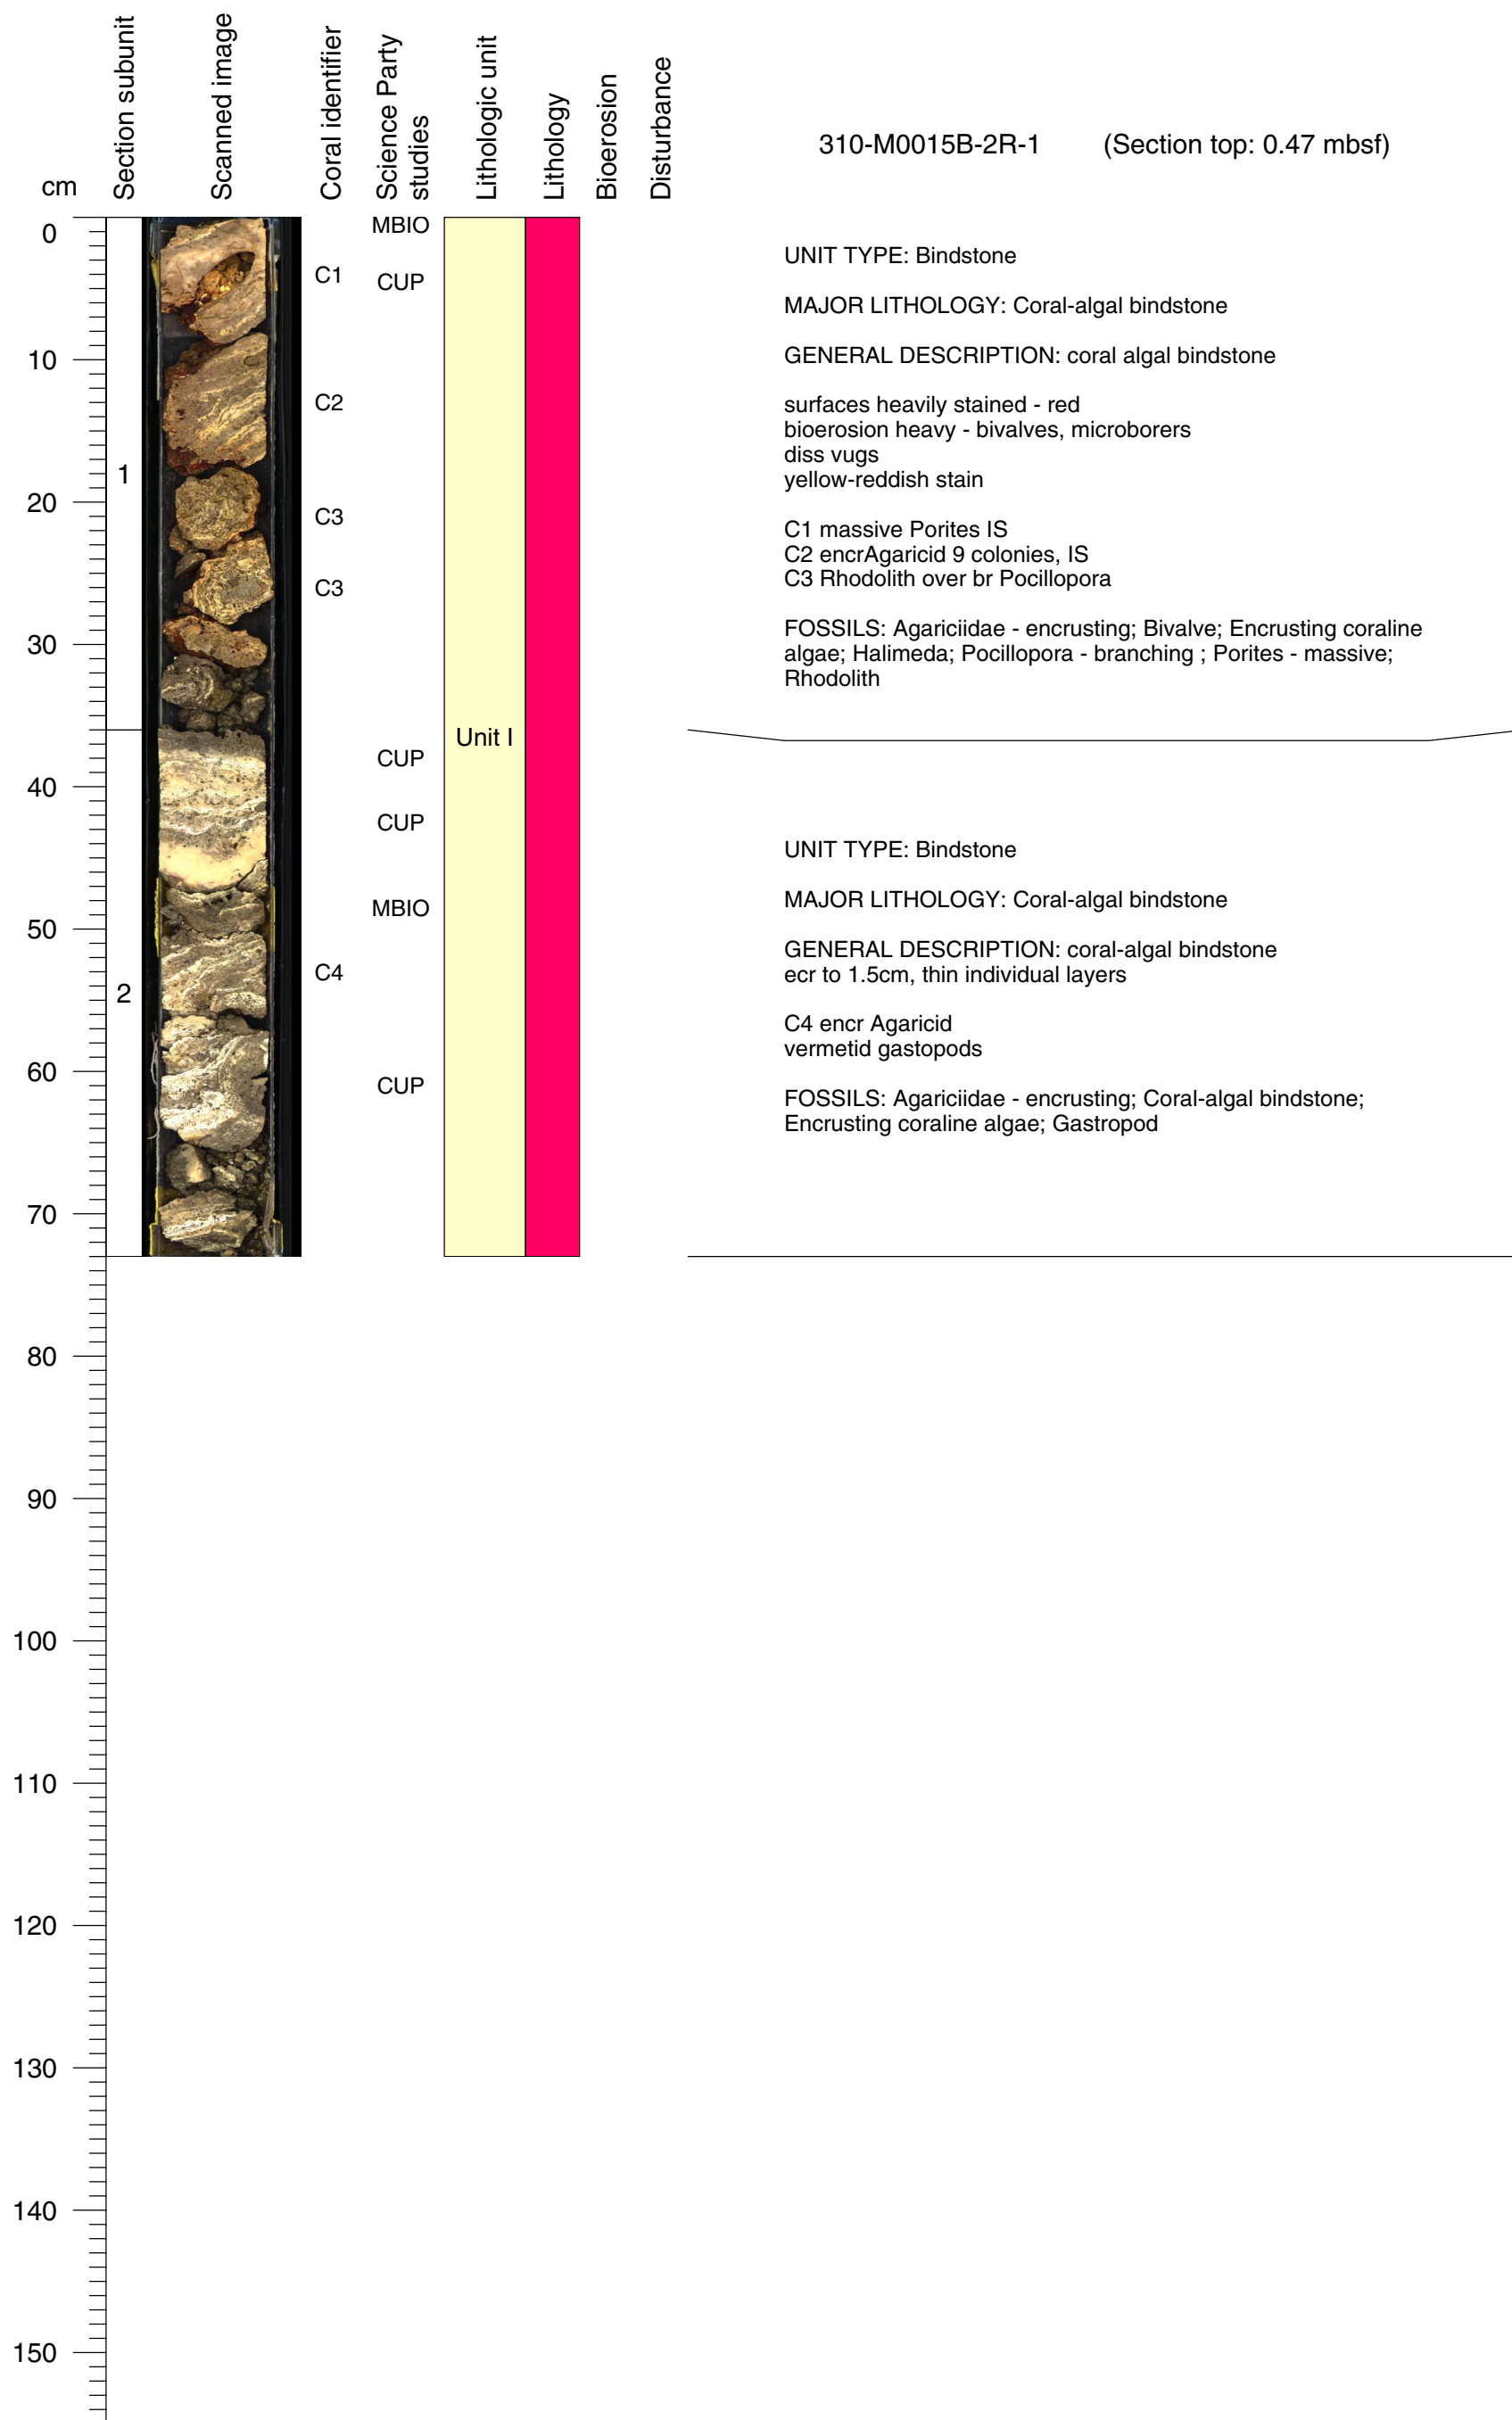 Section subunit
Scanned image
Coral identifier
Science Party
studies
Lithologic unit
Lithology
Bioerosion
Disturbance
310-M0015B-2R-1 (Section top: 0.47 mbsf)
cm
0
10
20
30
40
50
60
70
80
90
100
110
120
130
140
150
1
2
C1
C2
C3
C3
C4
MBIO
CUP
CUP
CUP
MBIO
CUP
Unit I
UNIT TYPE: Bindstone
MAJOR LITHOLOGY: Coral-algal bindstone
GENERAL DESCRIPTION: coral algal bindstone
surfaces heavily stained - red
bioerosion heavy - bivalves, microborers
diss vugs
yellow-reddish stain
C1 massive Porites IS
C2 encrAgaricid 9 colonies, IS
C3 Rhodolith over br Pocillopora
FOSSILS: Agariciidae - encrusting; Bivalve; Encrusting coraline
algae; Halimeda; Pocillopora - branching ; Porites - massive;
Rhodolith
UNIT TYPE: Bindstone
MAJOR LITHOLOGY: Coral-algal bindstone
GENERAL DESCRIPTION: coral-algal bindstone
ecr to 1.5cm, thin individual layers
C4 encr Agaricid
vermetid gastopods
FOSSILS: Agariciidae - encrusting; Coral-algal bindstone;
Encrusting coraline algae; Gastropod